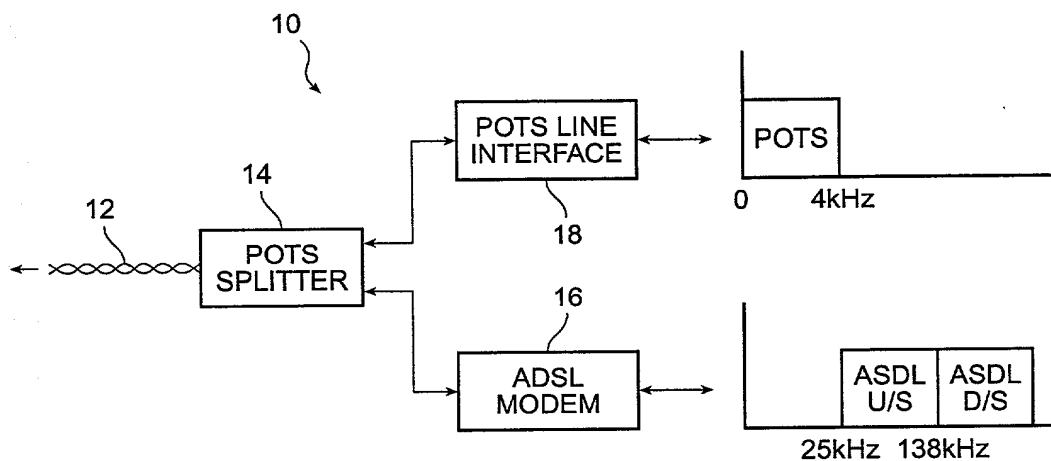 10
12
14
POTS
SPLITTER
POTS LINE
INTERFACE
18
POTS
0
4kHz
16
ADSL
MODEM
ASDL
U/S
ASDL
D/S
25kHz
138kHz